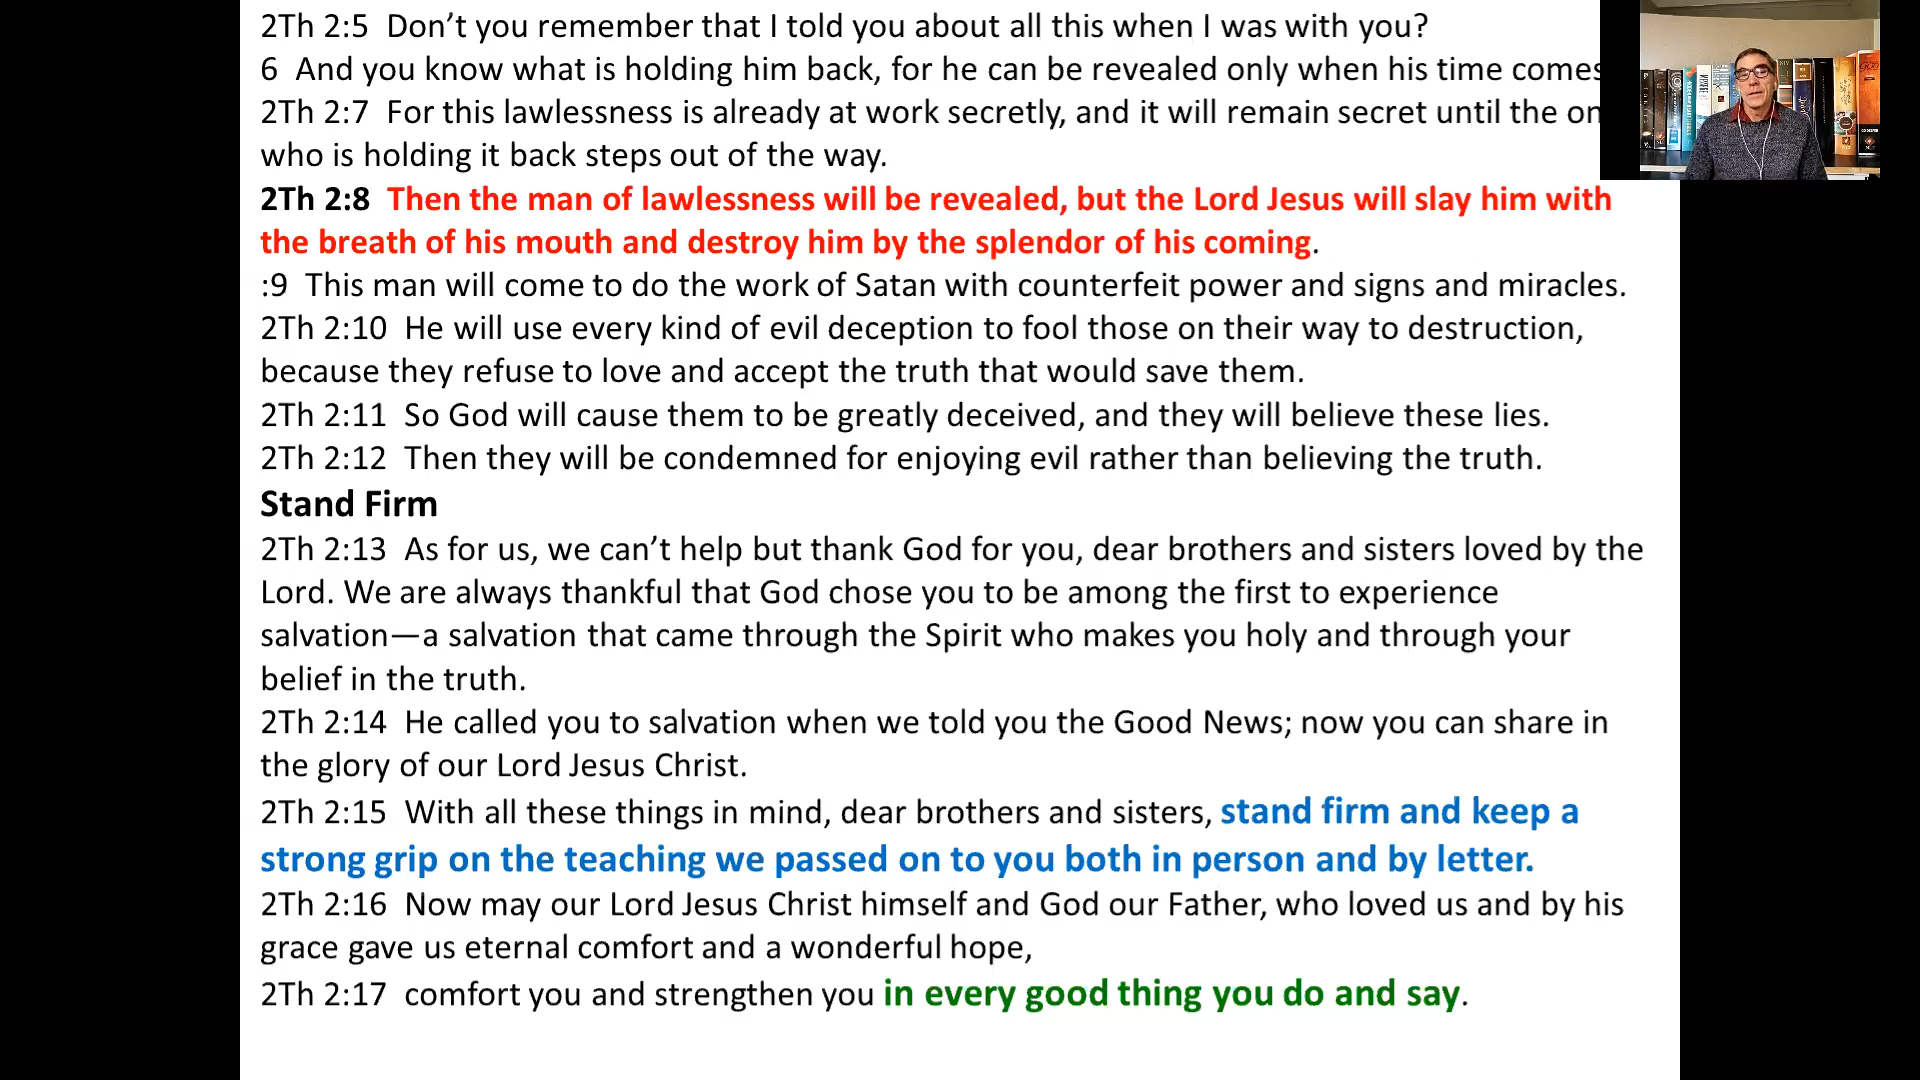 2Th 2:5  Don’t you remember that I told you about all this when I was with you?
6  And you know what is holding him back, for he can be revealed only when his time comes
2Th 2:7  For this lawlessness is already at work secretly, and it will remain secret until the on
who is holding it back steps out of the way.
2Th 2:8  Then the man of lawlessness will be revealed, but the Lord Jesus will slay him with
the breath of his mouth and destroy him by the splendor of his coming.
:9  This man will come to do the work of Satan with counterfeit power and signs and miracles.
2Th 2:10  He will use every kind of evil deception to fool those on their way to destruction,
because they refuse to love and accept the truth that would save them.
2Th 2:11  So God will cause them to be greatly deceived, and they will believe these lies.
2Th 2:12  Then they will be condemned for enjoying evil rather than believing the truth.
Stand Firm
2Th 2:13  As for us, we can’t help but thank God for you, dear brothers and sisters loved by the
Lord. We are always thankful that God chose you to be among the first to experience
salvation—a salvation that came through the Spirit who makes you holy and through your
belief in the truth.
2Th 2:14  He called you to salvation when we told you the Good News; now you can share in
the glory of our Lord Jesus Christ.
2Th 2:15  With all these things in mind, dear brothers and sisters, stand firm and keep a
strong grip on the teaching we passed on to you both in person and by letter.
2Th 2:16  Now may our Lord Jesus Christ himself and God our Father, who loved us and by his
grace gave us eternal comfort and a wonderful hope,
2Th 2:17  comfort you and strengthen you in every good thing you do and say.